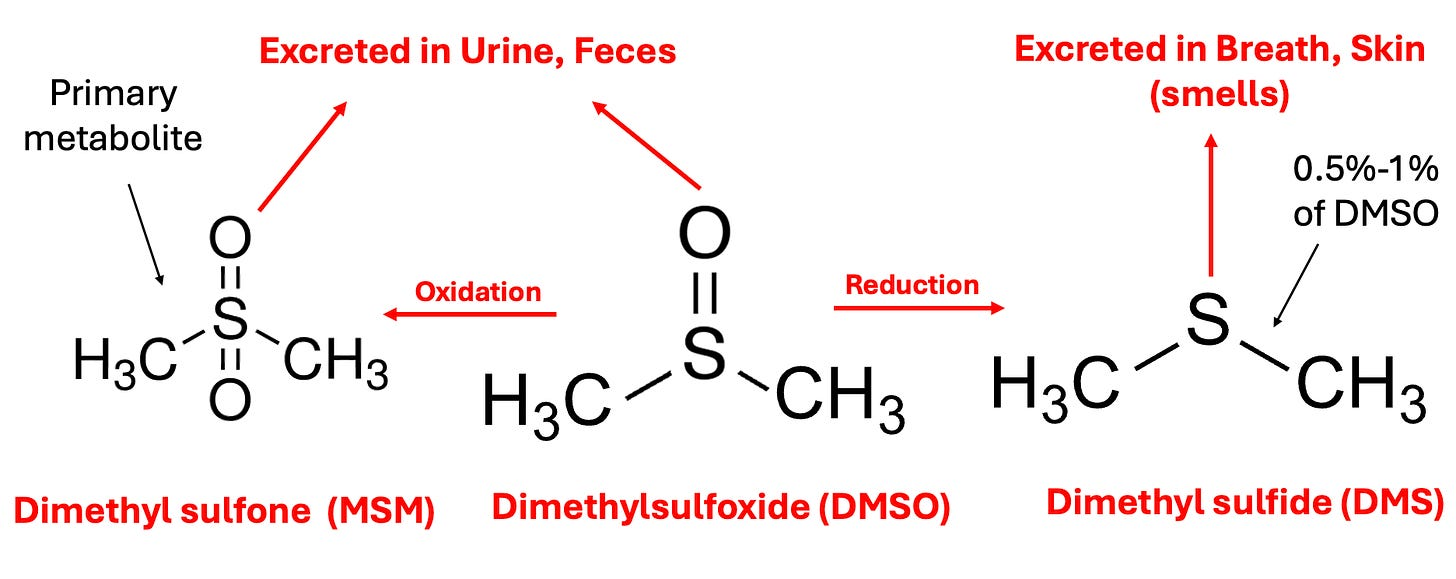 Excreted in Urine, Feces
Excreted in Breath, Skin
(smells)
Primary
metabolite
0.5%-1%
of DMSO
O
S
O
H3C
CH3
Oxidation
O
S
H3C
CH3
Reduction
S
H3C
CH3
Dimethyl sulfone (MSM)
Dimethylsulfoxide (DMSO)
Dimethyl sulfide (DMS)